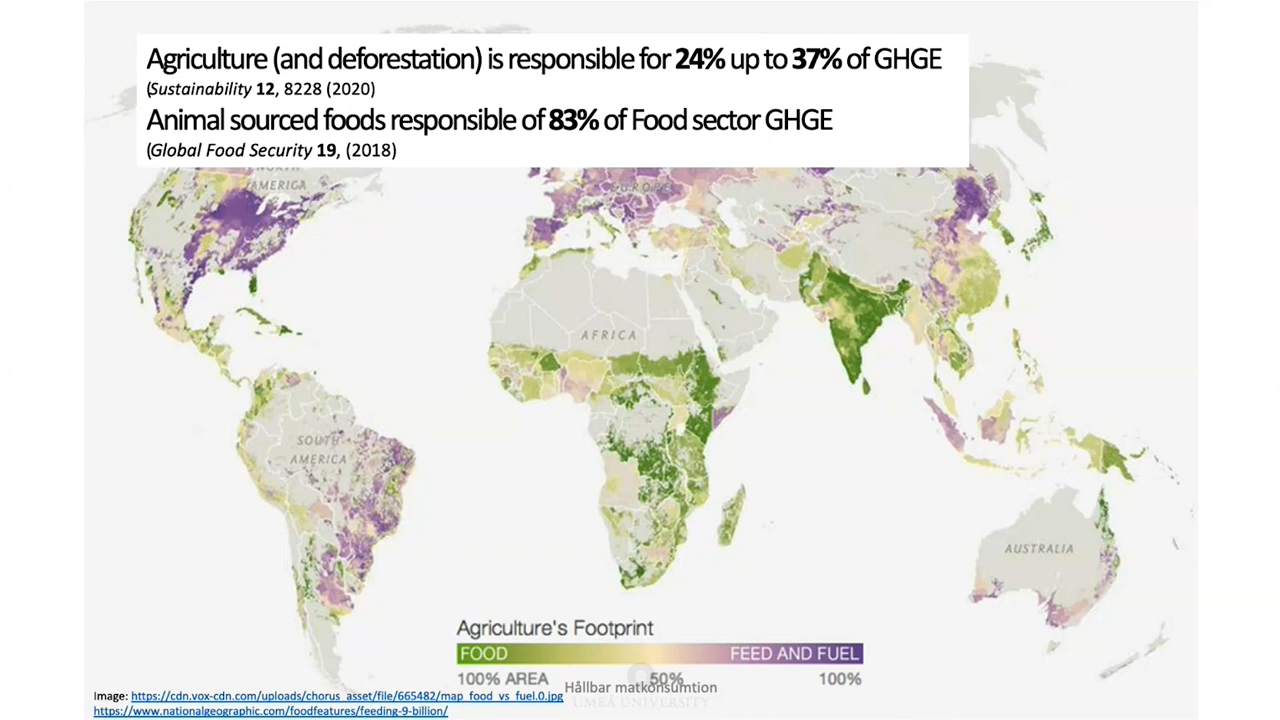 Agriculture (and deforestation) is responsible for 24% up to 37% of GHGE
(Sustainability 12, 8228 (2020)
Animal sourced foods responsible of 83% of Food sector GHGE
(Global Food Security 19, (2018)
NORTH
AMERICA
EUROPE
AFRICA
SOUTH
AMERICA
AUSTRALIA
Agriculture's Footprint
FOOD FEED AND FUEL
100% AREA 50% 100%
Hållbar matkonsumtion
UMEÅ UNIVERSITY
Image: https://cdn.vox-cdn.com/uploads/chorus_asset/file/665482/map_food_vs_fuel.0.jpg
https://www.nationalgeographic.com/foodfeatures/feeding-9-billion/